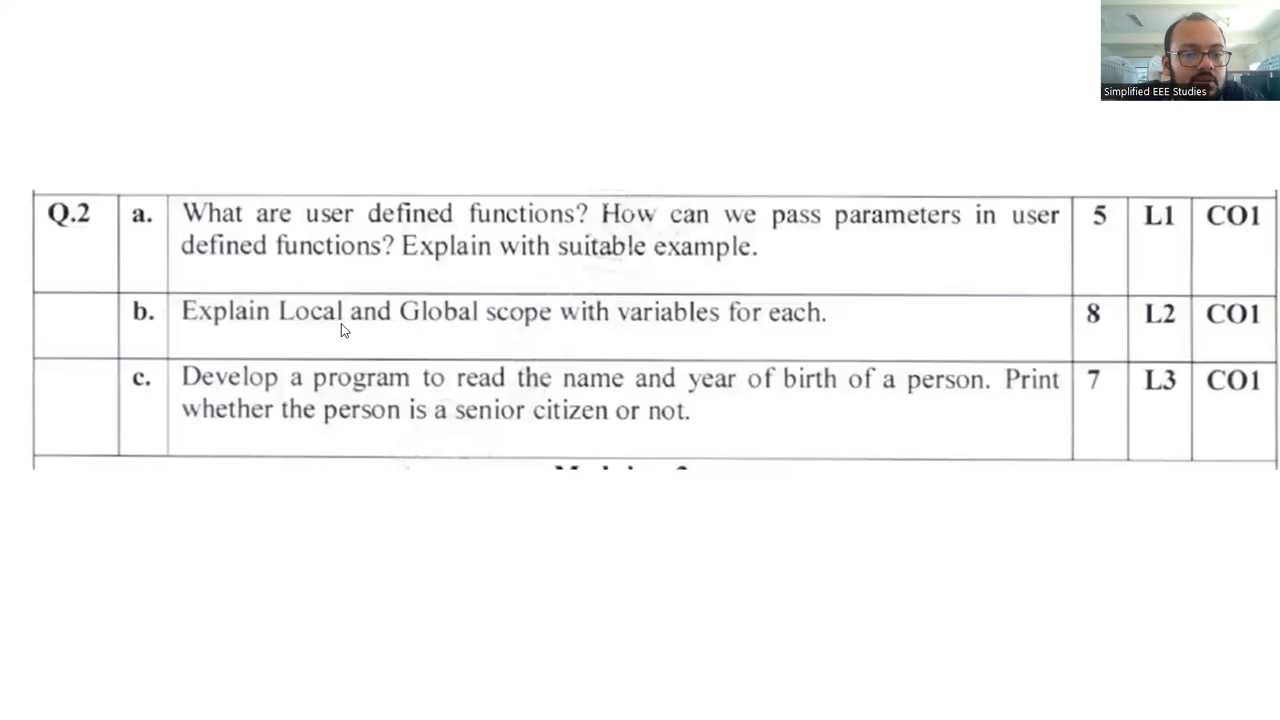 Simplified EEE Studies
Q.2 a. What are user defined functions? How can we pass parameters in user 5 L1 CO1
defined functions? Explain with suitable example.
b. Explain Local and Global scope with variables for each. 8 L2 CO1
c. Develop a program to read the name and year of birth of a person. Print 7 L3 CO1
whether the person is a senior citizen or not.